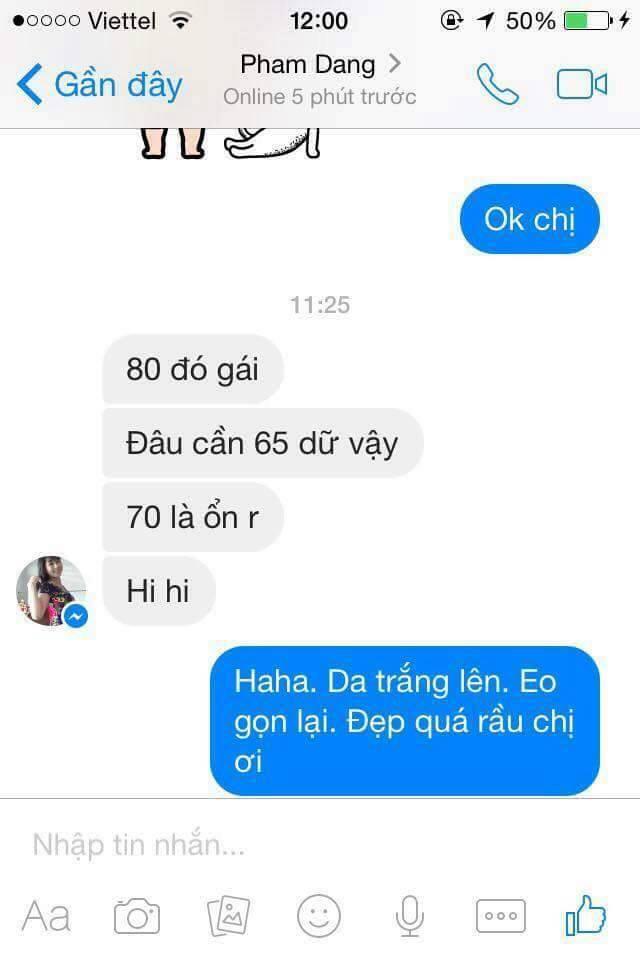 Viettel 12:00 50%
Gần đây
Pham Dang
Online 5 phút trước
Ok chị
11:25
80 đó gái
Đâu cần 65 dữ vậy
70 là ổn r
Hi hi
Haha. Da trắng lên. Eo
gọn lại. Đẹp quá rầu chị
ơi
Nhập tin nhắn...
Aa